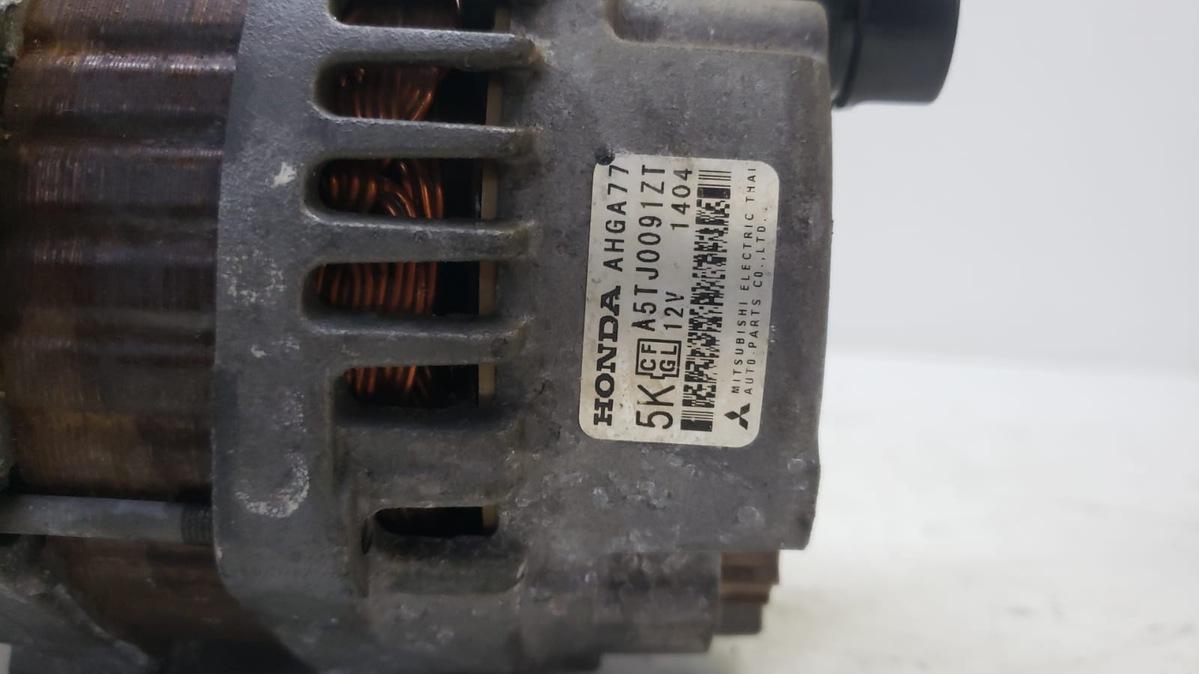 HONDA AHGA77
5K CF GL A5TJ0091ZT
12V 1404
MITSUBISHI ELECTRIC THAI
AUTO-PARTS CO.,LTD.